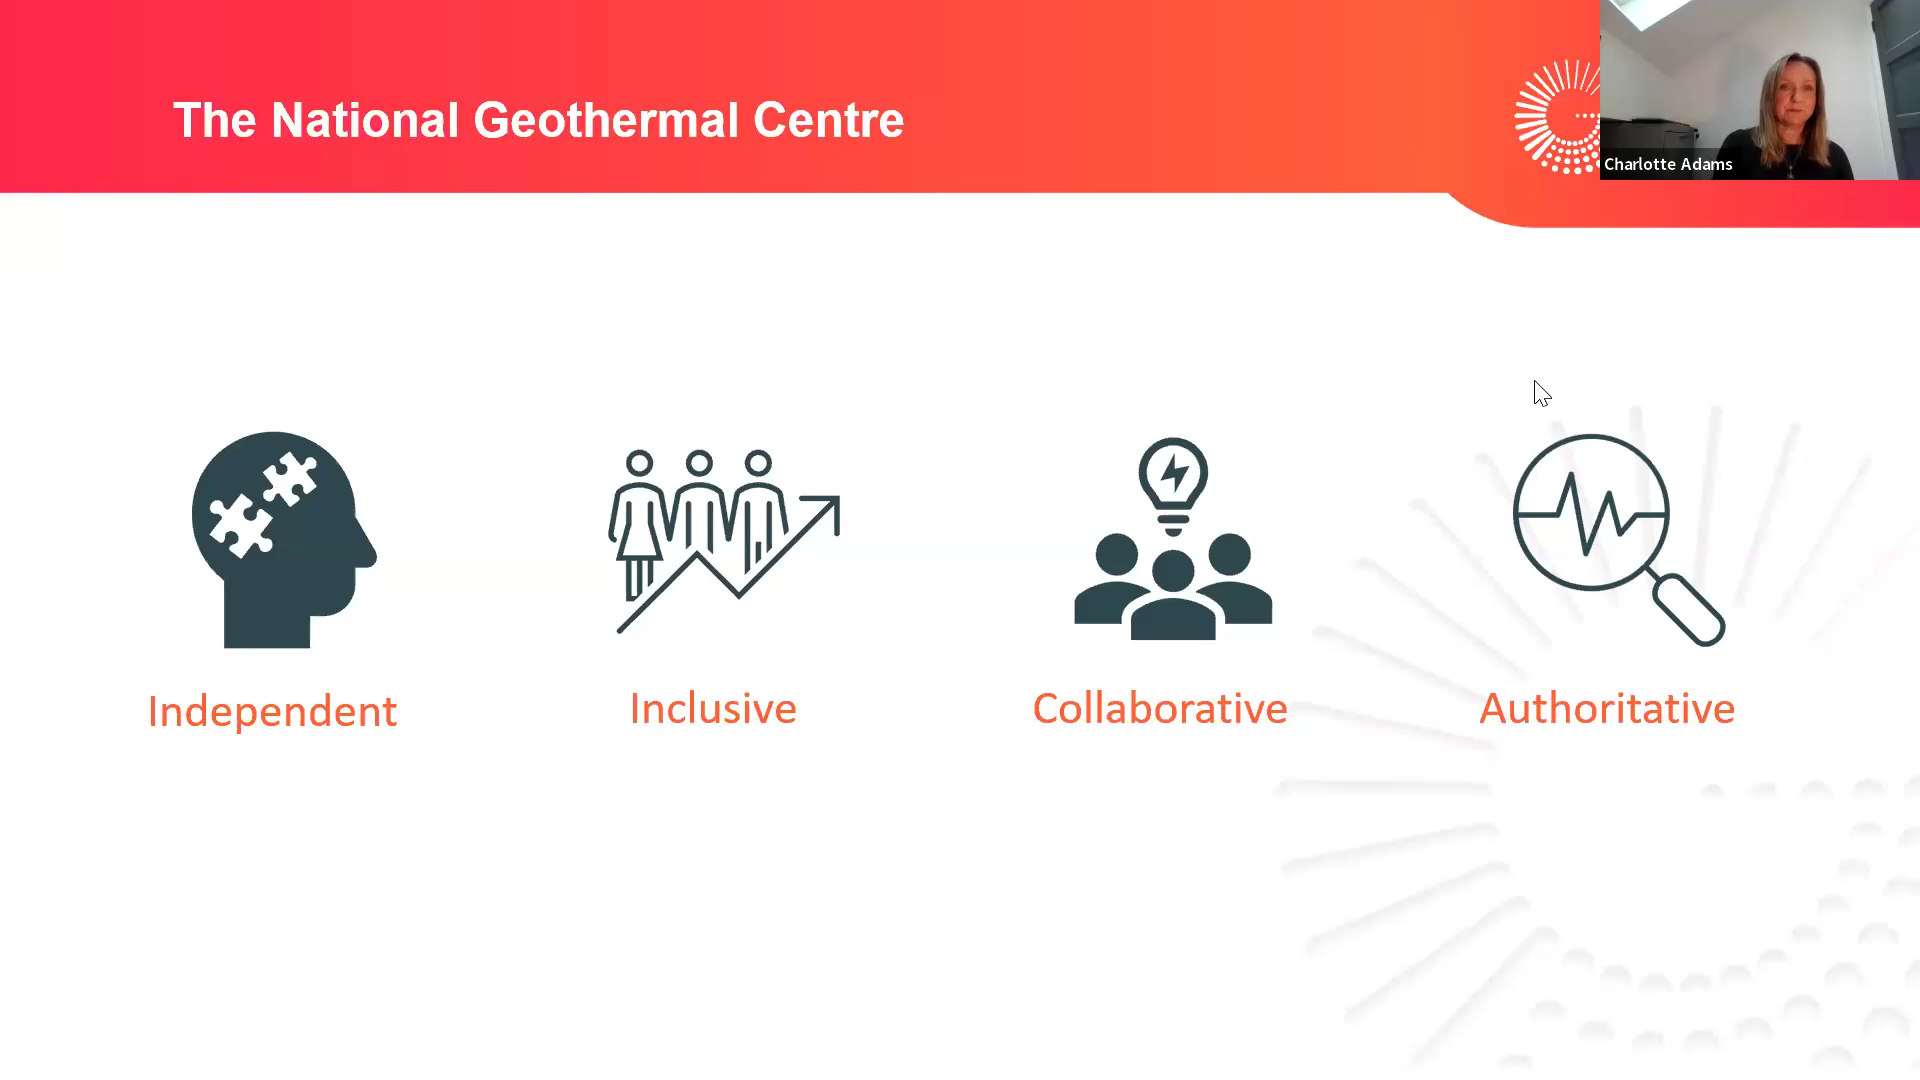 The National Geothermal Centre
Charlotte Adams
Independent
Inclusive
Collaborative
Authoritative